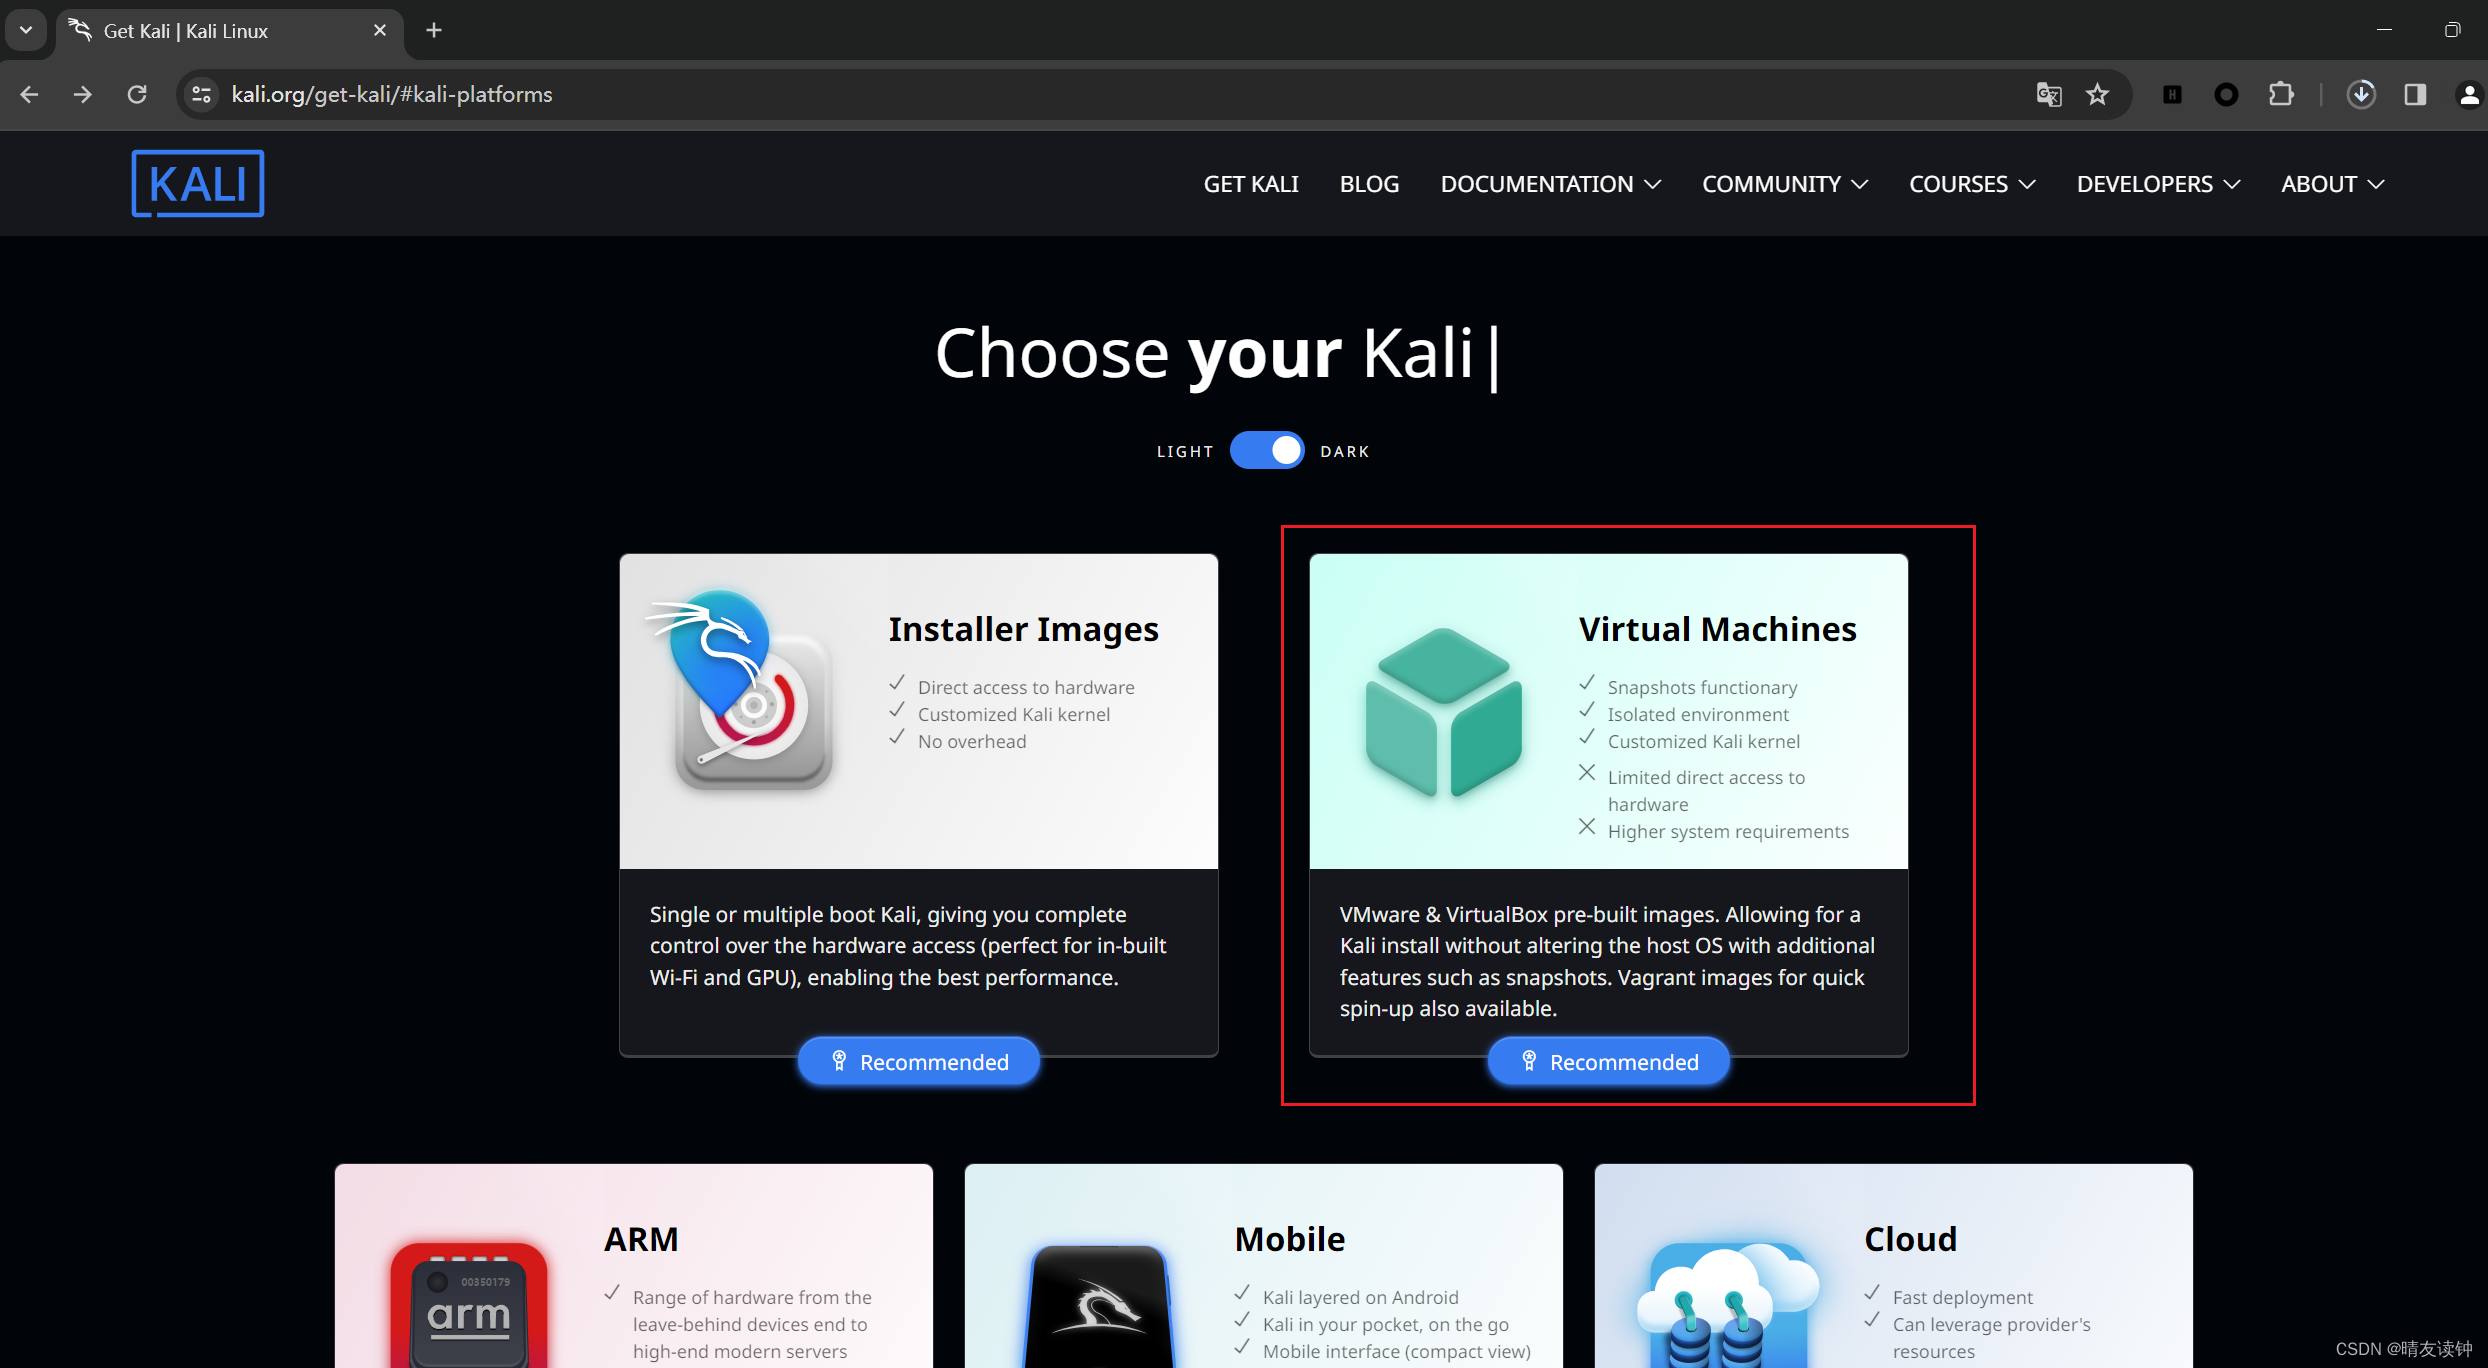 Get Kali | Kali Linux
kali.org/get-kali/#kali-platforms
KALI
GET KALI BLOG DOCUMENTATION COMMUNITY COURSES DEVELOPERS ABOUT
Choose your Kali|
LIGHT DARK
Installer Images
Direct access to hardware
Customized Kali kernel
No overhead
Single or multiple boot Kali, giving you complete
control over the hardware access (perfect for in-built
Wi-Fi and GPU), enabling the best performance.
Recommended
Virtual Machines
Snapshots functionary
Isolated environment
Customized Kali kernel
Limited direct access to
hardware
Higher system requirements
VMware & VirtualBox pre-built images. Allowing for a
Kali install without altering the host OS with additional
features such as snapshots. Vagrant images for quick
spin-up also available.
Recommended
ARM
00350179
arm
Range of hardware from the
leave-behind devices end to
high-end modern servers
Mobile
Kali layered on Android
Kali in your pocket, on the go
Mobile interface (compact view)
Cloud
Fast deployment
Can leverage provider's
resources
CSDN @晴友读钟